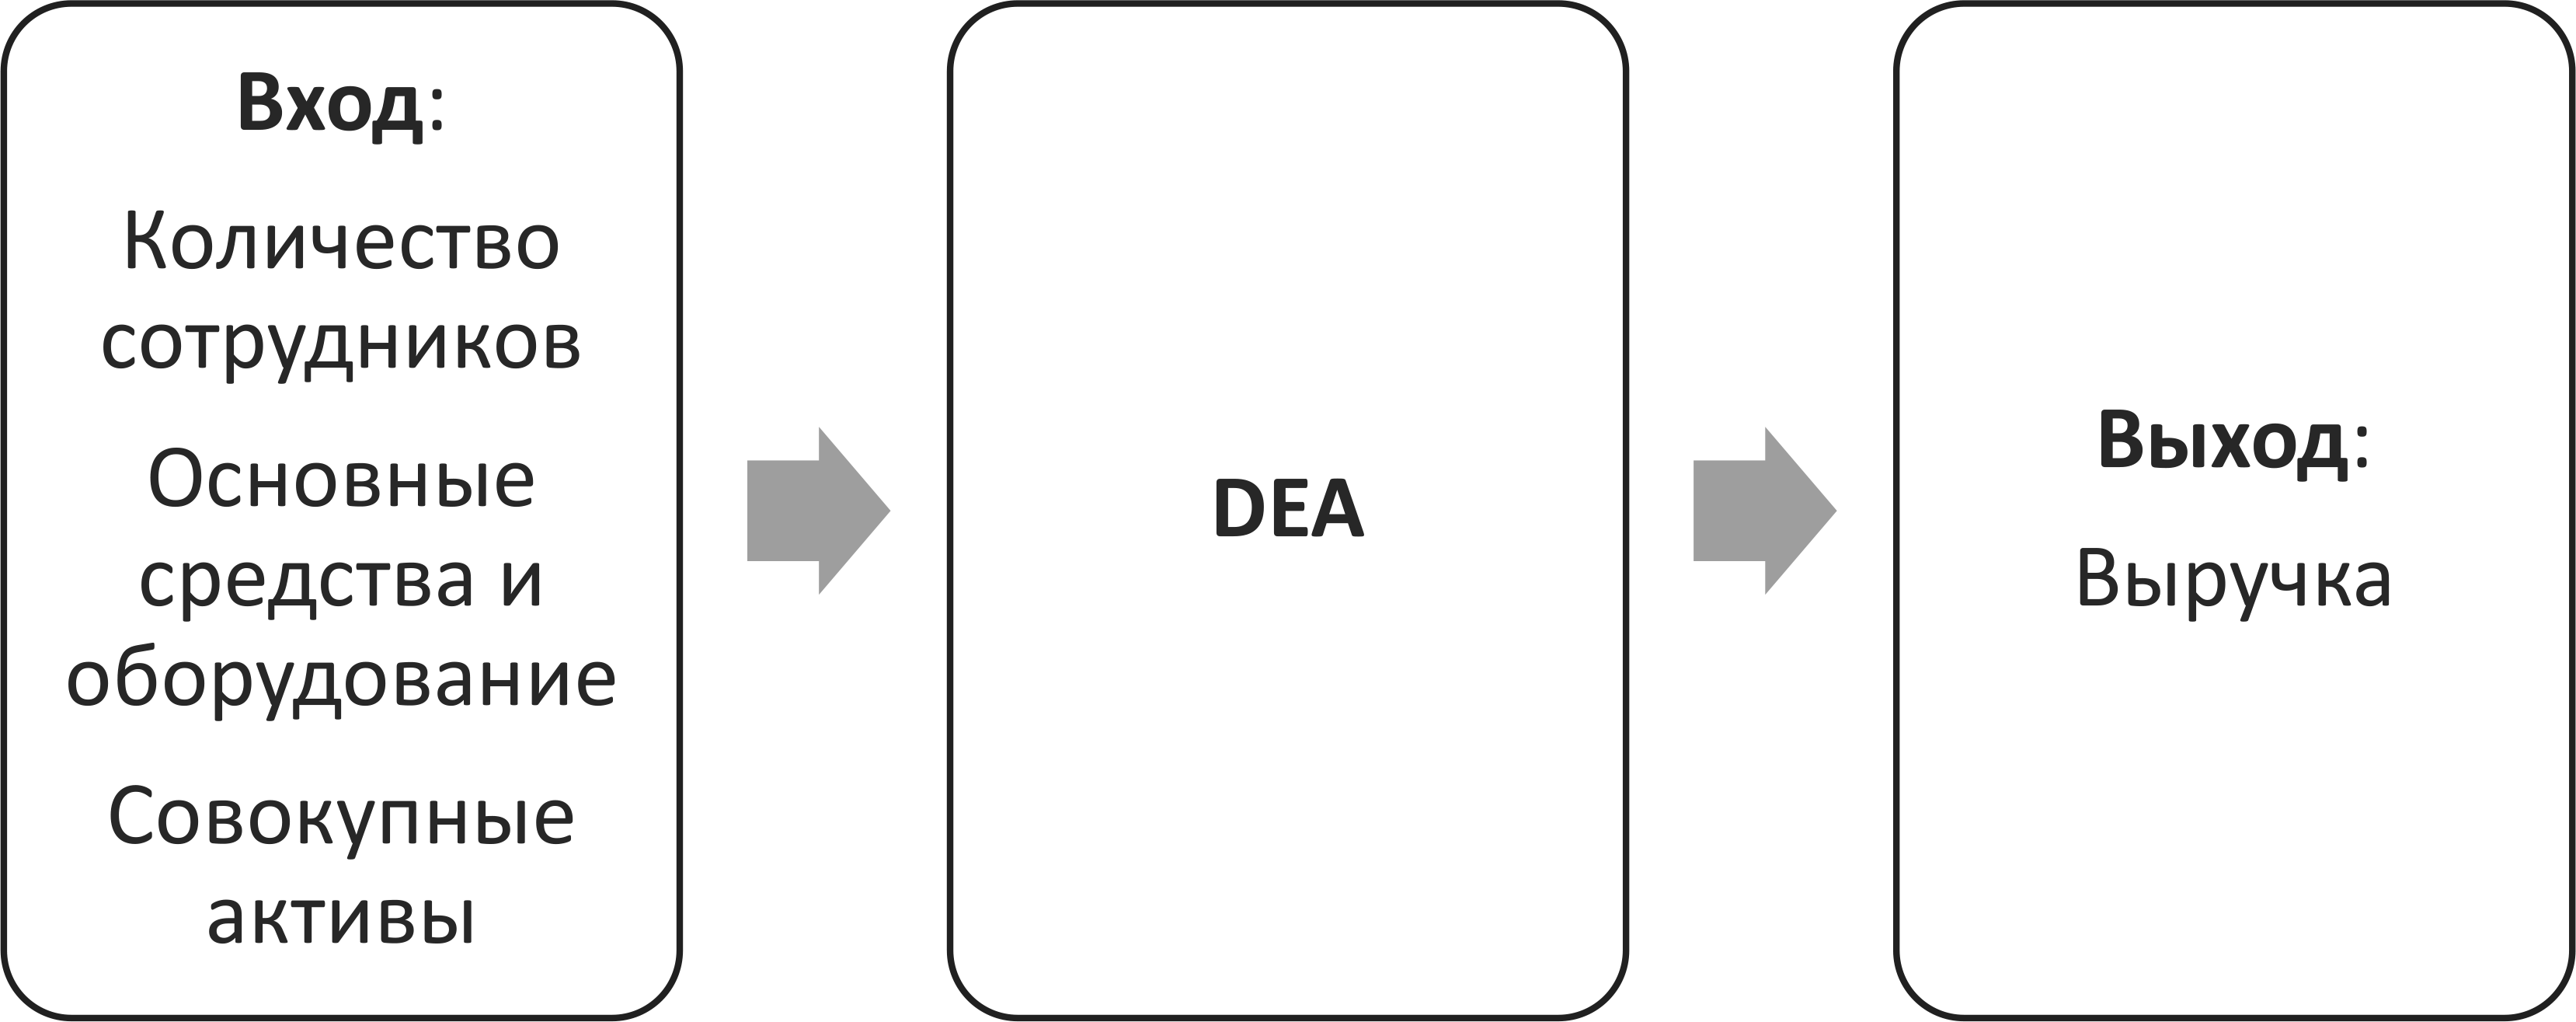 Вход:
Количество
сотрудников
Основные
средства и
оборудование
Совокупные
активы
DEA
Выход:
Выручка